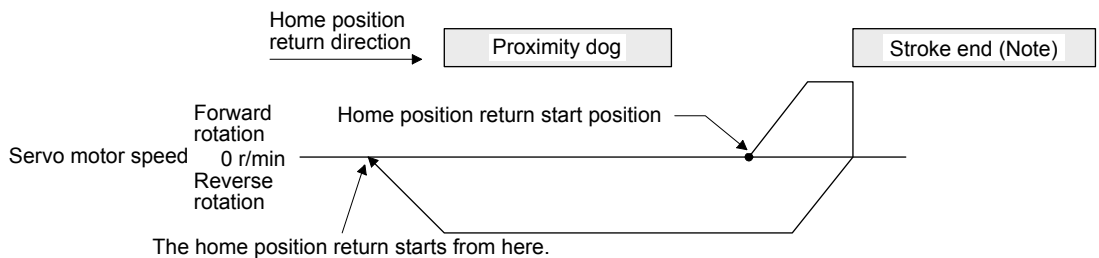 Home position
return direction
Proximity dog
Stroke end (Note)
Forward
rotation
Home position return start position
Servo motor speed
0 r/min
Reverse
rotation
The home position return starts from here.